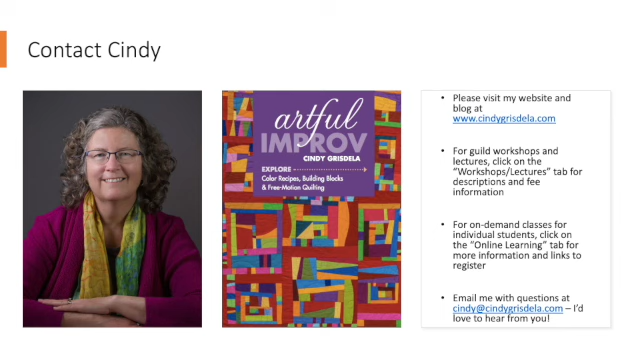 Contact Cindy
artful
IMPROV
CINDY GRISDELA
EXPLORE
Color Recipes, Building Blocks
& Free-Motion Quilting
• Please visit my website and
blog at
www.cindygrisdela.com
• For guild workshops and
lectures, click on the
“Workshops/Lectures” tab for
descriptions and fee
information
• For on-demand classes for
individual students, click on
the “Online Learning” tab for
more information and links to
register
• Email me with questions at
cindy@cindygrisdela.com – I’d
love to hear from you!